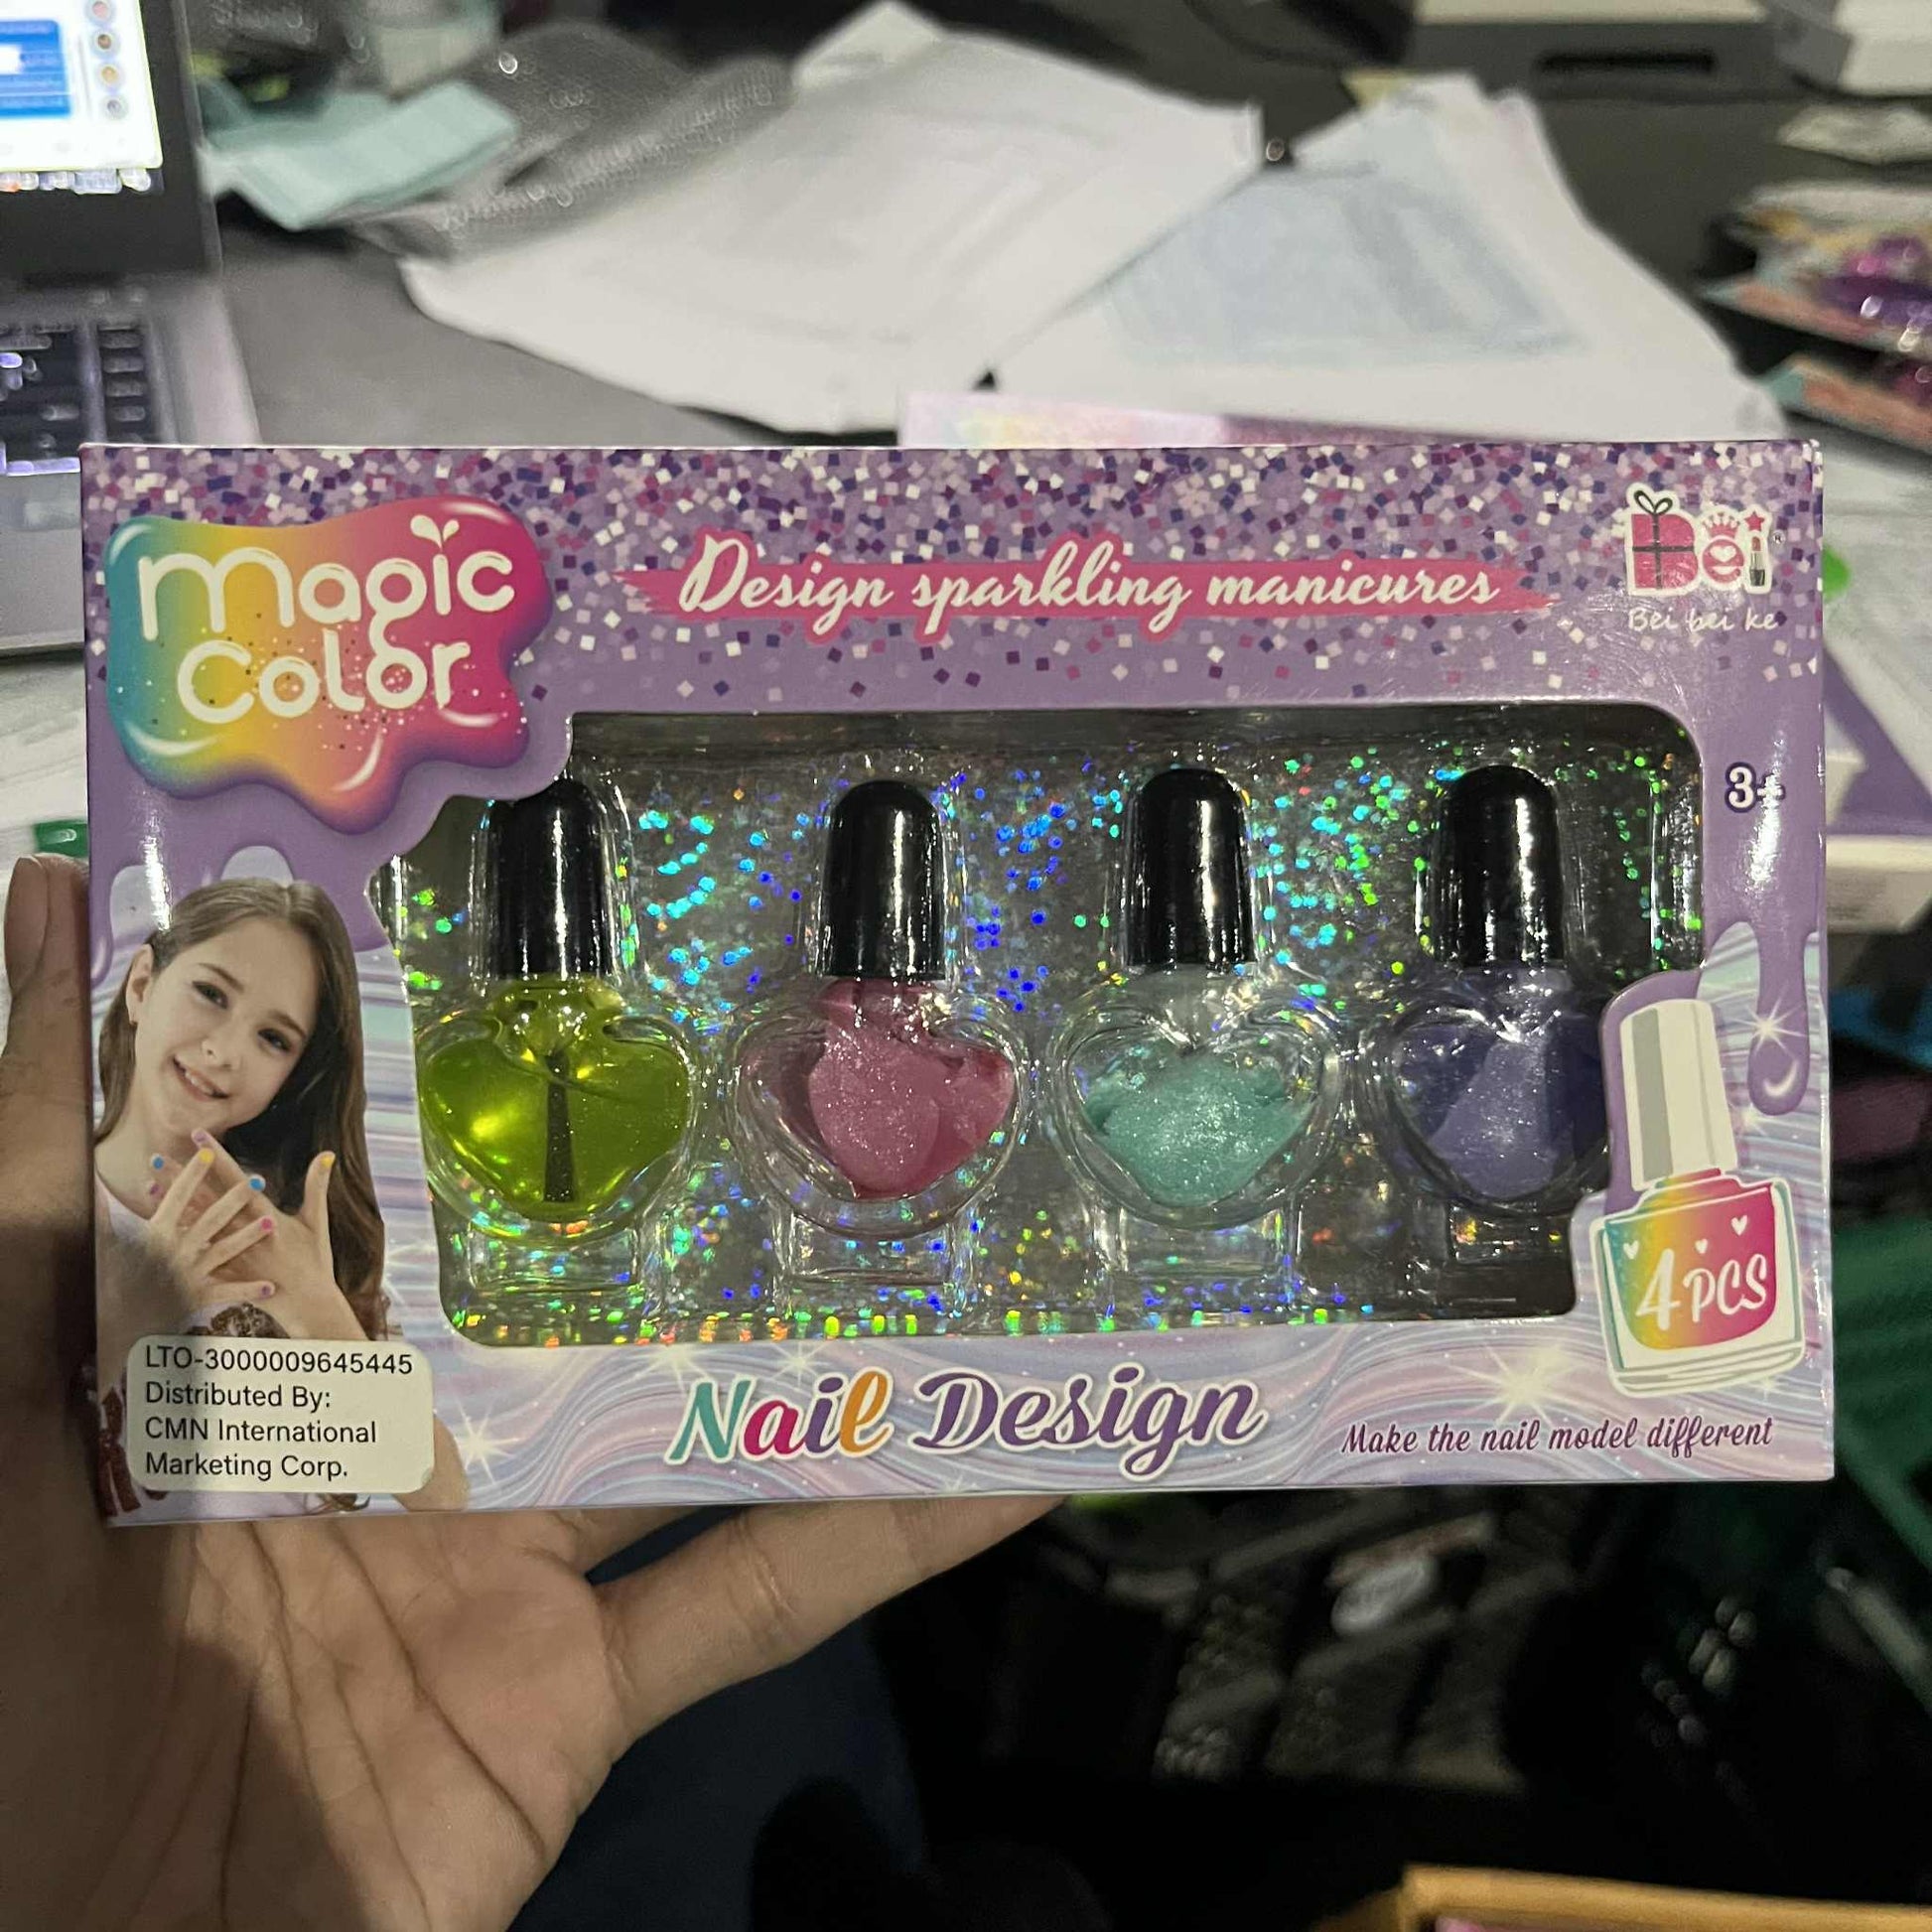 magic
color
Design sparkling manicures
Bei
Bei bei ke
3+
4PCS
LTO-3000009645445
Distributed By:
CMN International
Marketing Corp.
Nail Design
Make the nail model different